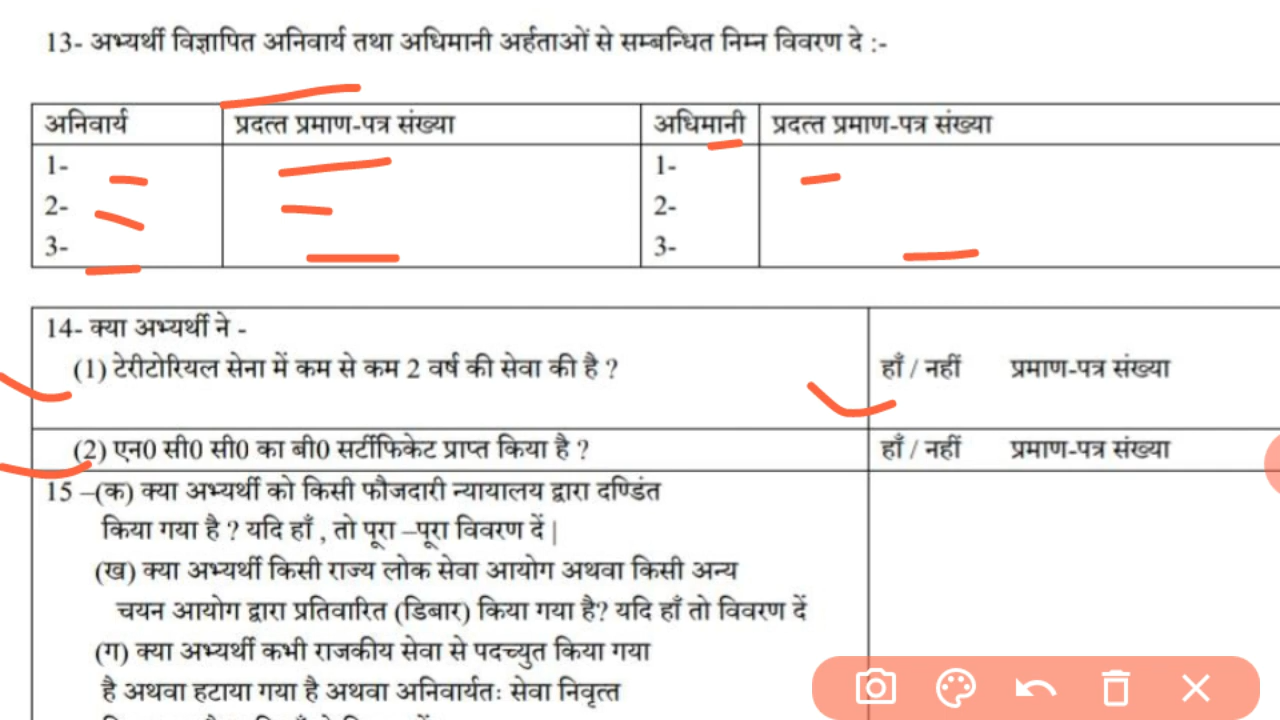 13- अभ्यर्थी विज्ञापित अनिवार्य तथा अधिमानी अर्हताओं से सम्बन्धित निम्न विवरण दे :-
अनिवार्य प्रदत्त प्रमाण-पत्र संख्या अधिमानी प्रदत्त प्रमाण-पत्र संख्या
1- 1-
2- 2-
3- 3-
14- क्या अभ्यर्थी ने -
(1) टेरीटोरियल सेना में कम से कम 2 वर्ष की सेवा की है ? हाँ / नहीं प्रमाण-पत्र संख्या
(2) एन0 सी0 सी0 का बी0 सर्टीफिकेट प्राप्त किया है ? हाँ / नहीं प्रमाण-पत्र संख्या
15 –(क) क्या अभ्यर्थी को किसी फौजदारी न्यायालय द्वारा दण्डिंत
किया गया है ? यदि हाँ , तो पूरा –पूरा विवरण दें |
(ख) क्या अभ्यर्थी किसी राज्य लोक सेवा आयोग अथवा किसी अन्य
चयन आयोग द्वारा प्रतिवारित (डिबार) किया गया है? यदि हाँ तो विवरण दें
(ग) क्या अभ्यर्थी कभी राजकीय सेवा से पदच्युत किया गया
है अथवा हटाया गया है अथवा अनिवार्यतः सेवा निवृत्त